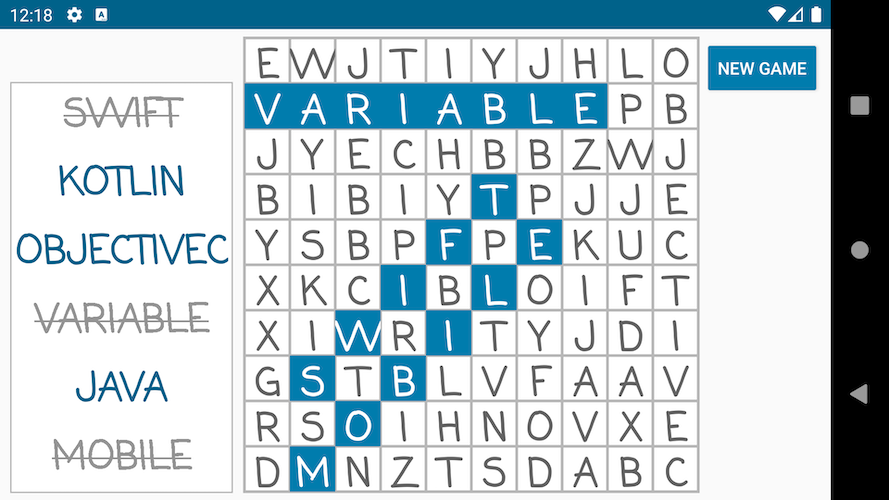 12:18 A
NEW GAME
SWIFT
KOTLIN
OBJECTIVEC
VARIABLE
JAVA
MOBILE
E W J T I Y J H L O
V A R I A B L E P B
J Y E C H B B Z W J
B I B I Y T P J J E
Y S B P F P E K U C
X K C I B L O I F T
X I W R I T Y J D I
G S T B L V F A A V
R S O I H N O V X E
D M N Z T S D A B C